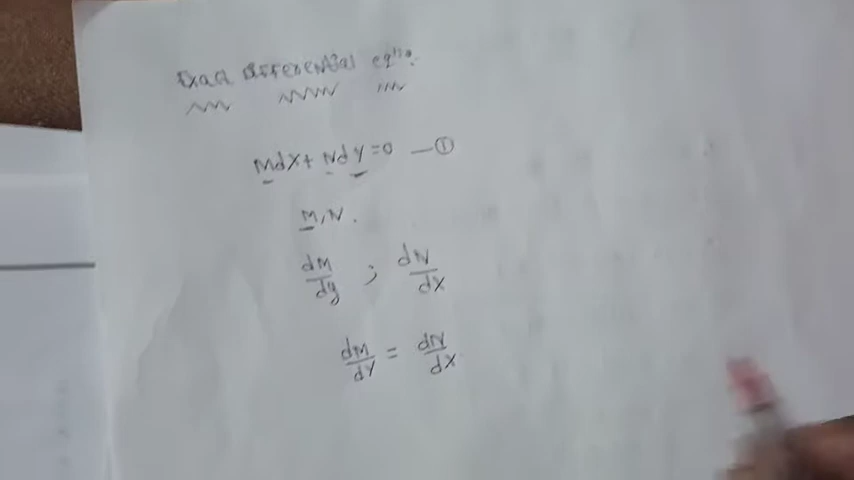 Exact Differential eqn.
Mdx + Ndy = 0 — ①
M, N.
dM/dy ; dN/dx
dM/dy = dN/dx